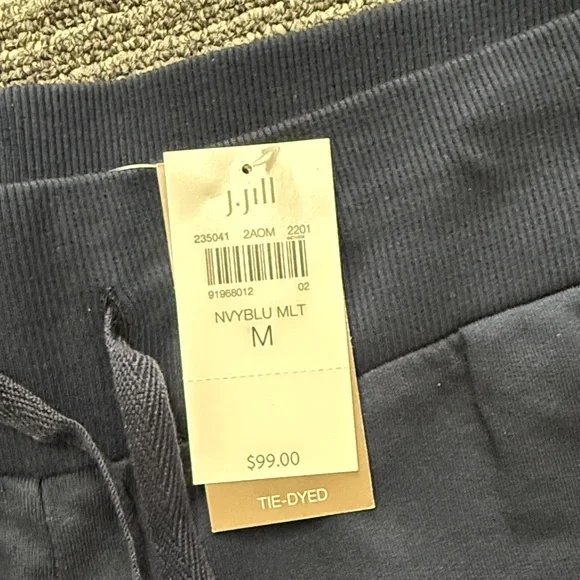 J.Jill
235041 2AOM 2201
91968012 02
NVYBLU MLT
M
$99.00
TIE-DYED